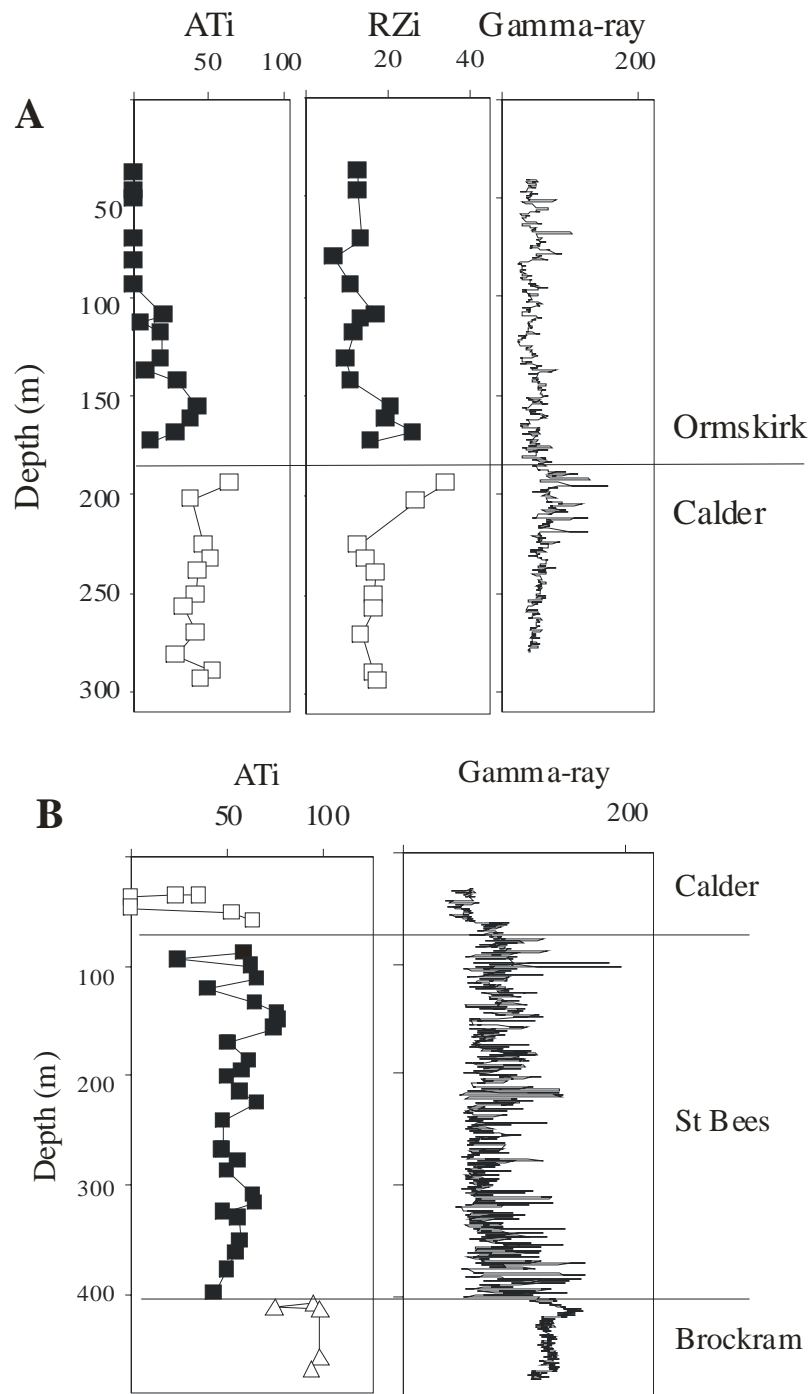 ATi RZi Gamma-ray
50 100 20 40 200
A
50
100
150
Ormskirk
200
Calder
250
300
Depth (m)
ATi Gamma-ray
B
50 100 200
Calder
100
200
St Bees
300
400
Brockram
Depth (m)